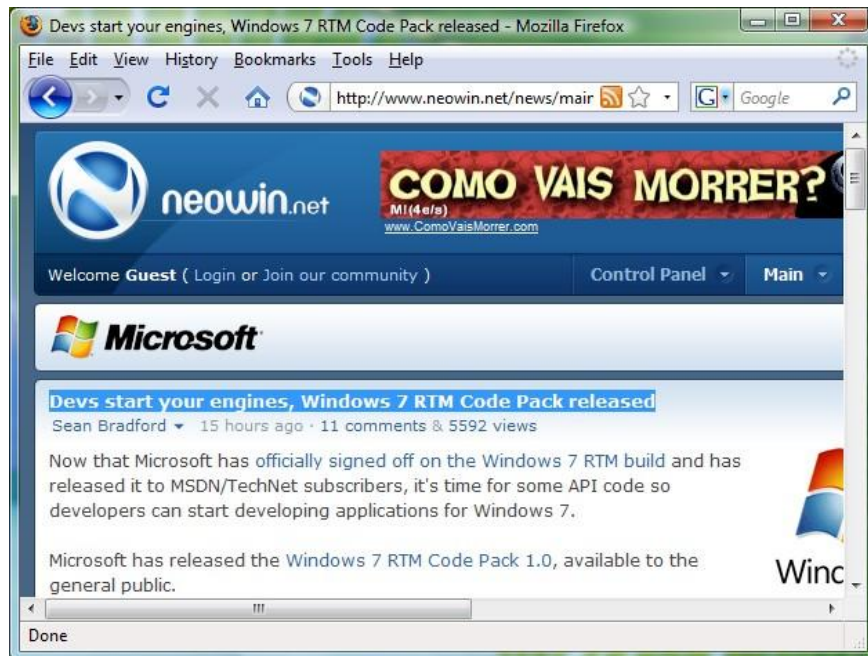 Devs start your engines, Windows 7 RTM Code Pack released - Mozilla Firefox
File Edit View History Bookmarks Tools Help
http://www.neowin.net/news/main
G Google
neowin.net
COMO VAIS MORRER?
M!(4e/s)
www.ComoVaisMorrer.com
Welcome Guest ( Login or Join our community )
Control Panel Main
Microsoft
Devs start your engines, Windows 7 RTM Code Pack released
Sean Bradford 15 hours ago · 11 comments & 5592 views
Now that Microsoft has officially signed off on the Windows 7 RTM build and has
released it to MSDN/TechNet subscribers, it's time for some API code so
developers can start developing applications for Windows 7.
Microsoft has released the Windows 7 RTM Code Pack 1.0, available to the
general public.
Winc
Done